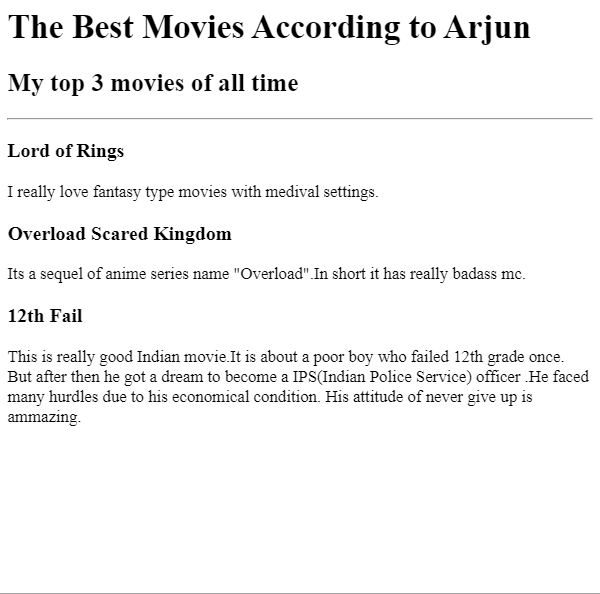 The Best Movies According to Arjun
My top 3 movies of all time
Lord of Rings
I really love fantasy type movies with medival settings.
Overload Scared Kingdom
Its a sequel of anime series name "Overload".In short it has really badass mc.
12th Fail
This is really good Indian movie.It is about a poor boy who failed 12th grade once.
But after then he got a dream to become a IPS(Indian Police Service) officer .He faced
many hurdles due to his economical condition. His attitude of never give up is
ammazing.